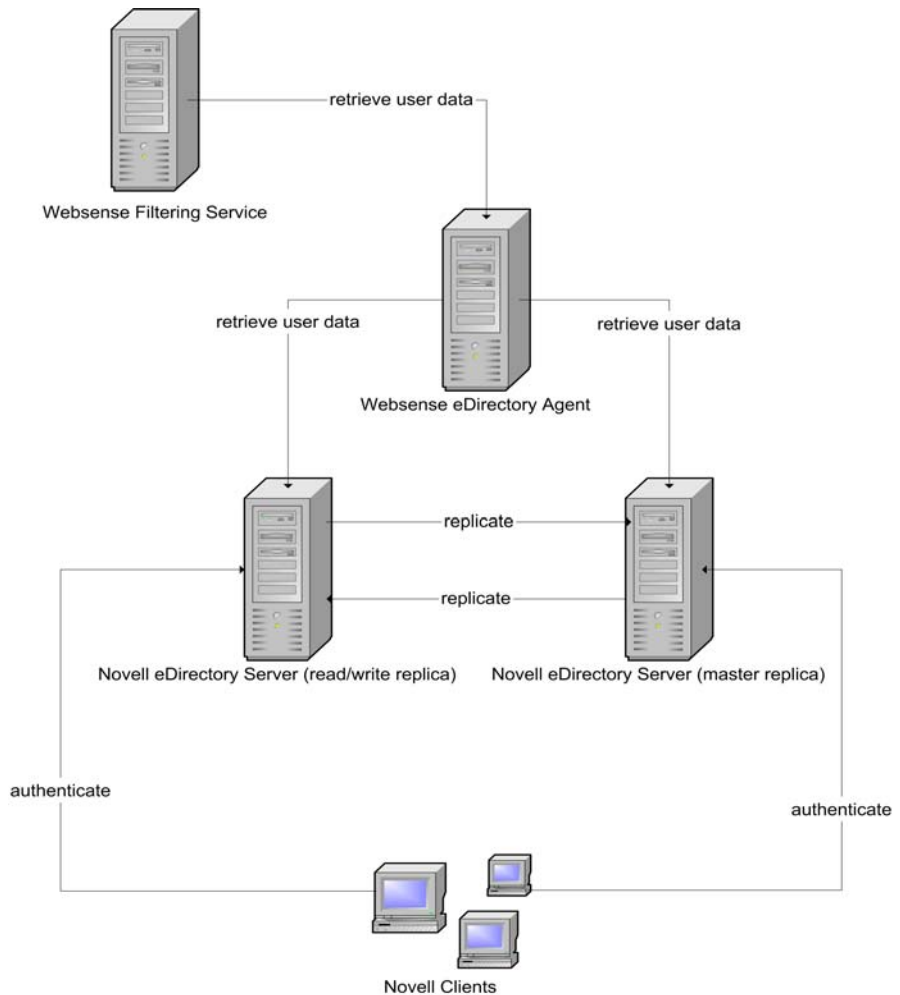 retrieve user data
Websense Filtering Service
retrieve user data
retrieve user data
Websense eDirectory Agent
replicate
replicate
Novell eDirectory Server (read/write replica)
Novell eDirectory Server (master replica)
authenticate
authenticate
Novell Clients